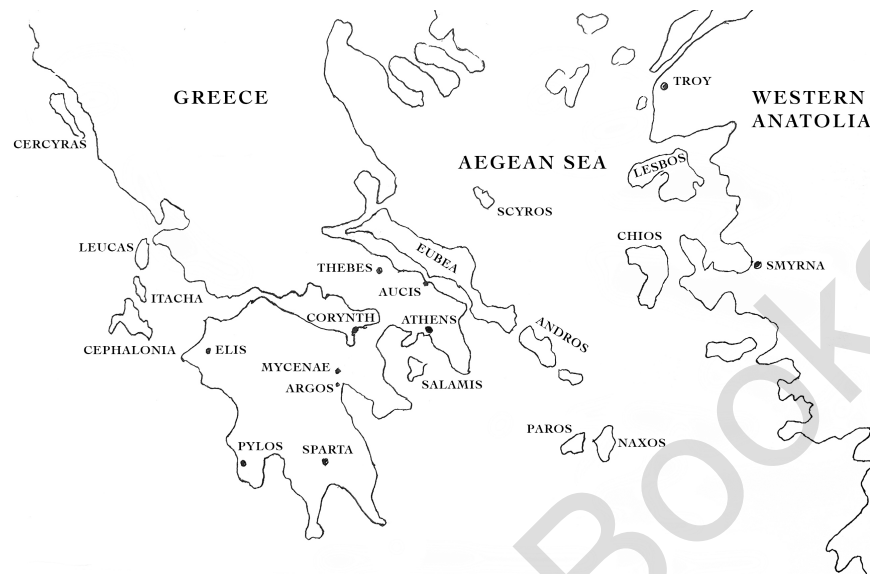 TROY
GREECE
WESTERN
ANATOLIA
CERCYRAS
AEGEAN SEA
LESBOS
SCYROS
LEUCAS
CHIOS
EUBEA
THEBES
SMYRNA
AUCIS
ITACHA
CORYNTH
ATHENS
ANDROS
CEPHALONIA
ELIS
MYCENAE
ARGOS
SALAMIS
PAROS
NAXOS
PYLOS
SPARTA
Books